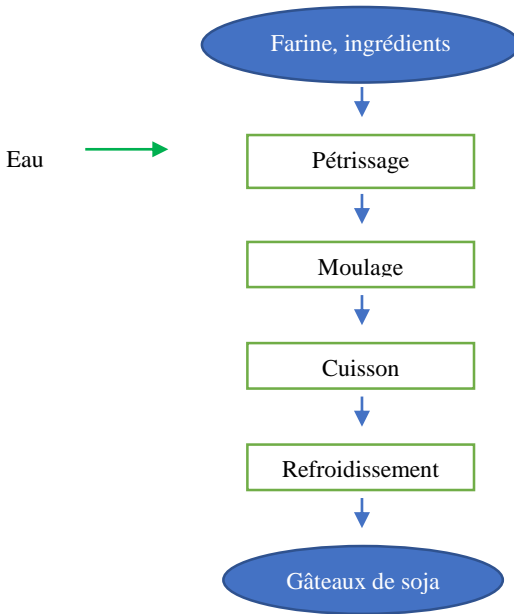 Farine, ingrédients
Eau
Pétrissage
Moulage
Cuisson
Refroidissement
Gâteaux de soja